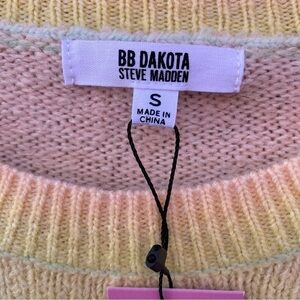 BB DAKOTA
STEVE MADDEN
S
MADE IN
CHINA